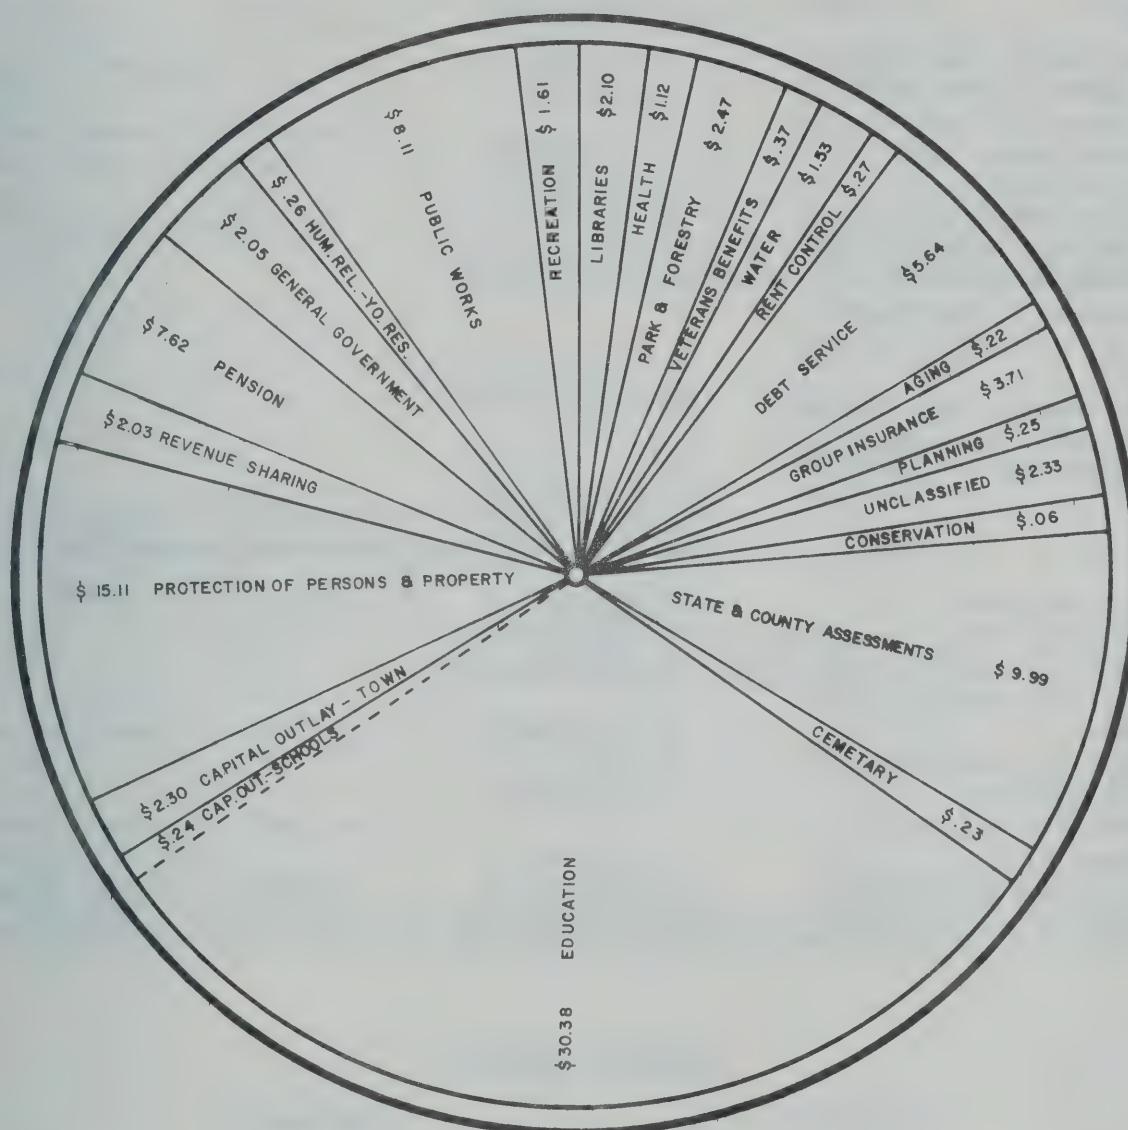 RECREATION $ 1.61
LIBRARIES $2.10
HEALTH $1.12
PARK & FORESTRY $2.47
VETERANS BENEFITS $.37
WATER $1.53
RENT CONTROL $.27
DEBT SERVICE $5.64
AGING $.22
GROUP INSURANCE $3.71
PLANNING $.25
UNCLASSIFIED $2.33
CONSERVATION $.06
STATE & COUNTY ASSESSMENTS $9.99
CEMETARY $.23
EDUCATION $30.38
$.24 CAP.OUT.-SCHOOLS
$2.30 CAPITAL OUTLAY - TOWN
$ 15.11 PROTECTION OF PERSONS & PROPERTY
$2.03 REVENUE SHARING
$7.62 PENSION
$2.05 GENERAL GOVERNMENT
$.26 HUM.REL.-YO.RES.
$8.11 PUBLIC WORKS